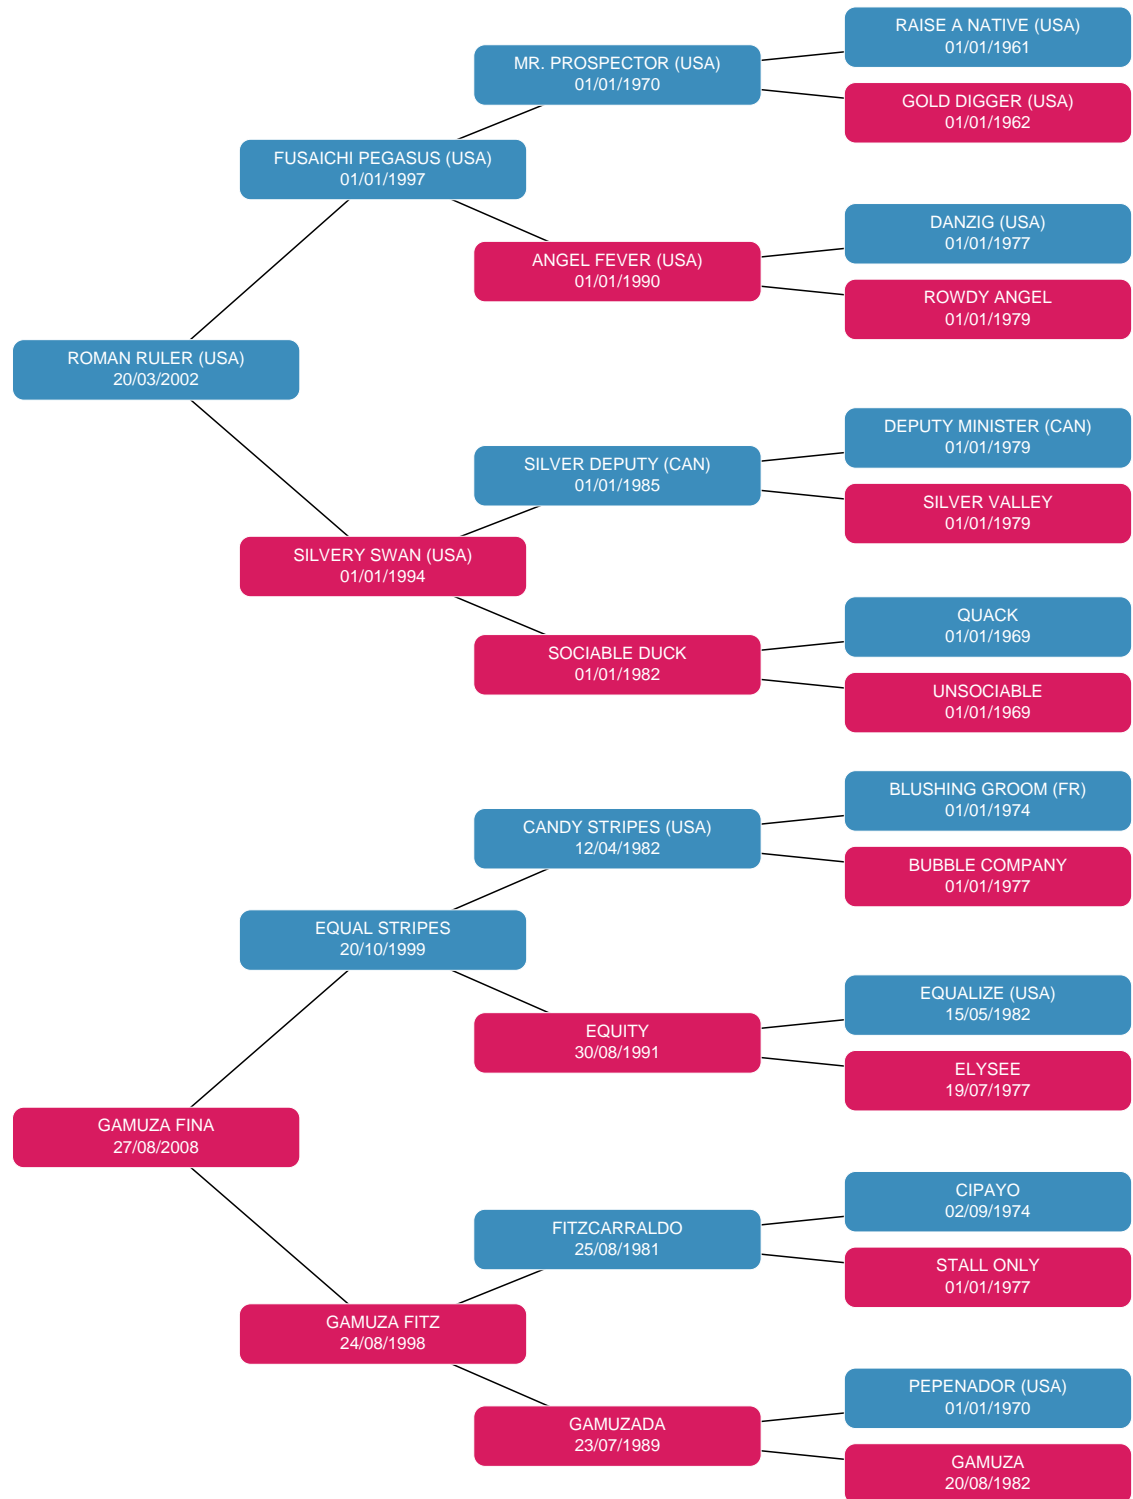 RAISE A NATIVE (USA)
01/01/1961
MR. PROSPECTOR (USA)
01/01/1970
GOLD DIGGER (USA)
01/01/1962
FUSAICHI PEGASUS (USA)
01/01/1997
DANZIG (USA)
01/01/1977
ANGEL FEVER (USA)
01/01/1990
ROWDY ANGEL
01/01/1979
ROMAN RULER (USA)
20/03/2002
DEPUTY MINISTER (CAN)
01/01/1979
SILVER DEPUTY (CAN)
01/01/1985
SILVER VALLEY
01/01/1979
SILVERY SWAN (USA)
01/01/1994
QUACK
01/01/1969
SOCIABLE DUCK
01/01/1982
UNSOCIABLE
01/01/1969
BLUSHING GROOM (FR)
01/01/1974
CANDY STRIPES (USA)
12/04/1982
BUBBLE COMPANY
01/01/1977
EQUAL STRIPES
20/10/1999
EQUALIZE (USA)
15/05/1982
EQUITY
30/08/1991
ELYSEE
19/07/1977
GAMUZA FINA
27/08/2008
CIPAYO
02/09/1974
FITZCARRALDO
25/08/1981
STALL ONLY
01/01/1977
GAMUZA FITZ
24/08/1998
PEPENADOR (USA)
01/01/1970
GAMUZADA
23/07/1989
GAMUZA
20/08/1982